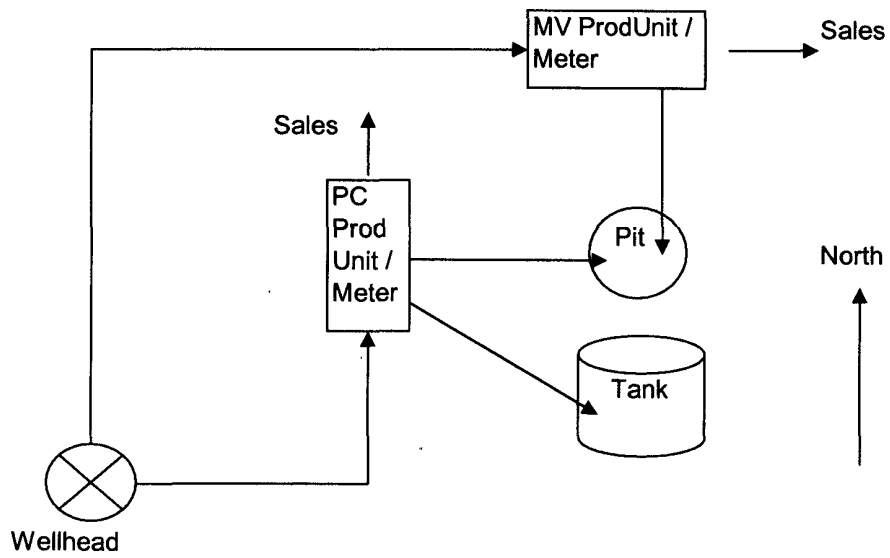 MV ProdUnit /
Meter
Sales
Sales
PC
Prod
Unit /
Meter
Pit
North
Tank
Wellhead